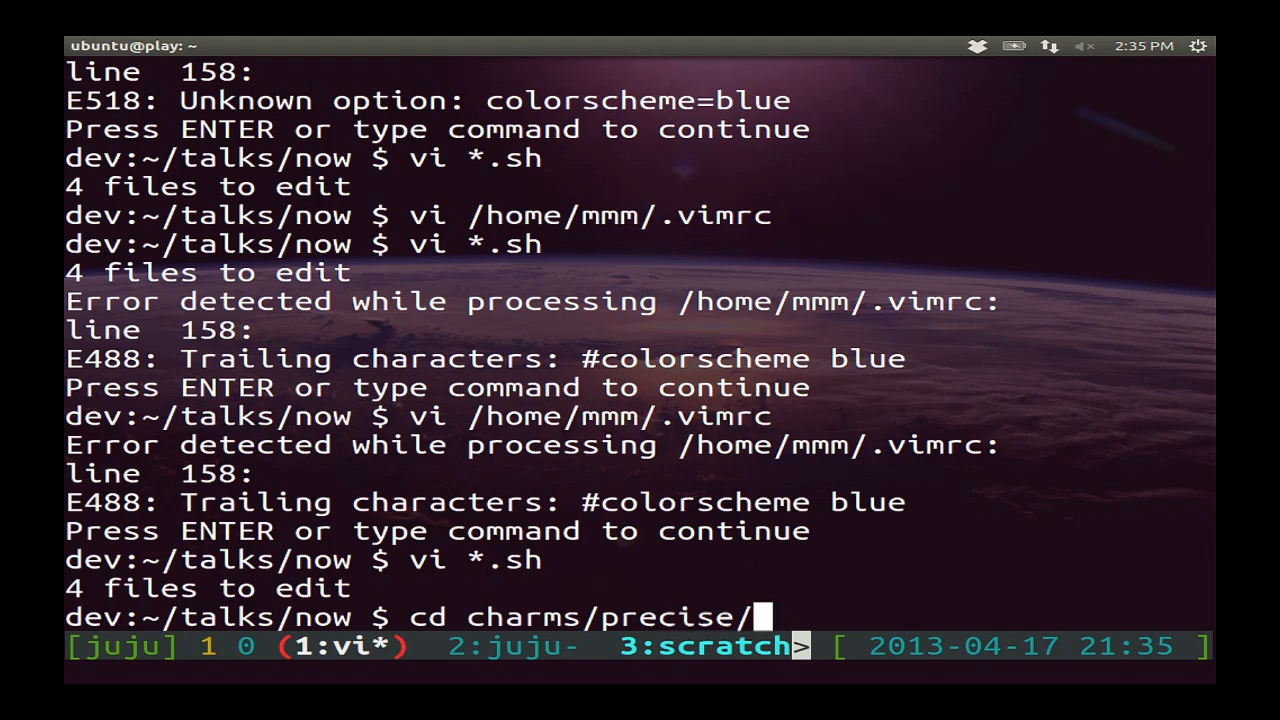 ubuntu@play: ~ 2:35 PM
line  158:
E518: Unknown option: colorscheme=blue
Press ENTER or type command to continue
dev:~/talks/now $ vi *.sh
4 files to edit
dev:~/talks/now $ vi /home/mmm/.vimrc
dev:~/talks/now $ vi *.sh
4 files to edit
Error detected while processing /home/mmm/.vimrc:
line  158:
E488: Trailing characters: #colorscheme blue
Press ENTER or type command to continue
dev:~/talks/now $ vi /home/mmm/.vimrc
Error detected while processing /home/mmm/.vimrc:
line  158:
E488: Trailing characters: #colorscheme blue
Press ENTER or type command to continue
dev:~/talks/now $ vi *.sh
4 files to edit
dev:~/talks/now $ cd charms/precise/
[juju] 1 0 (1:vi*)  2:juju-  3:scratch> [ 2013-04-17 21:35 ]